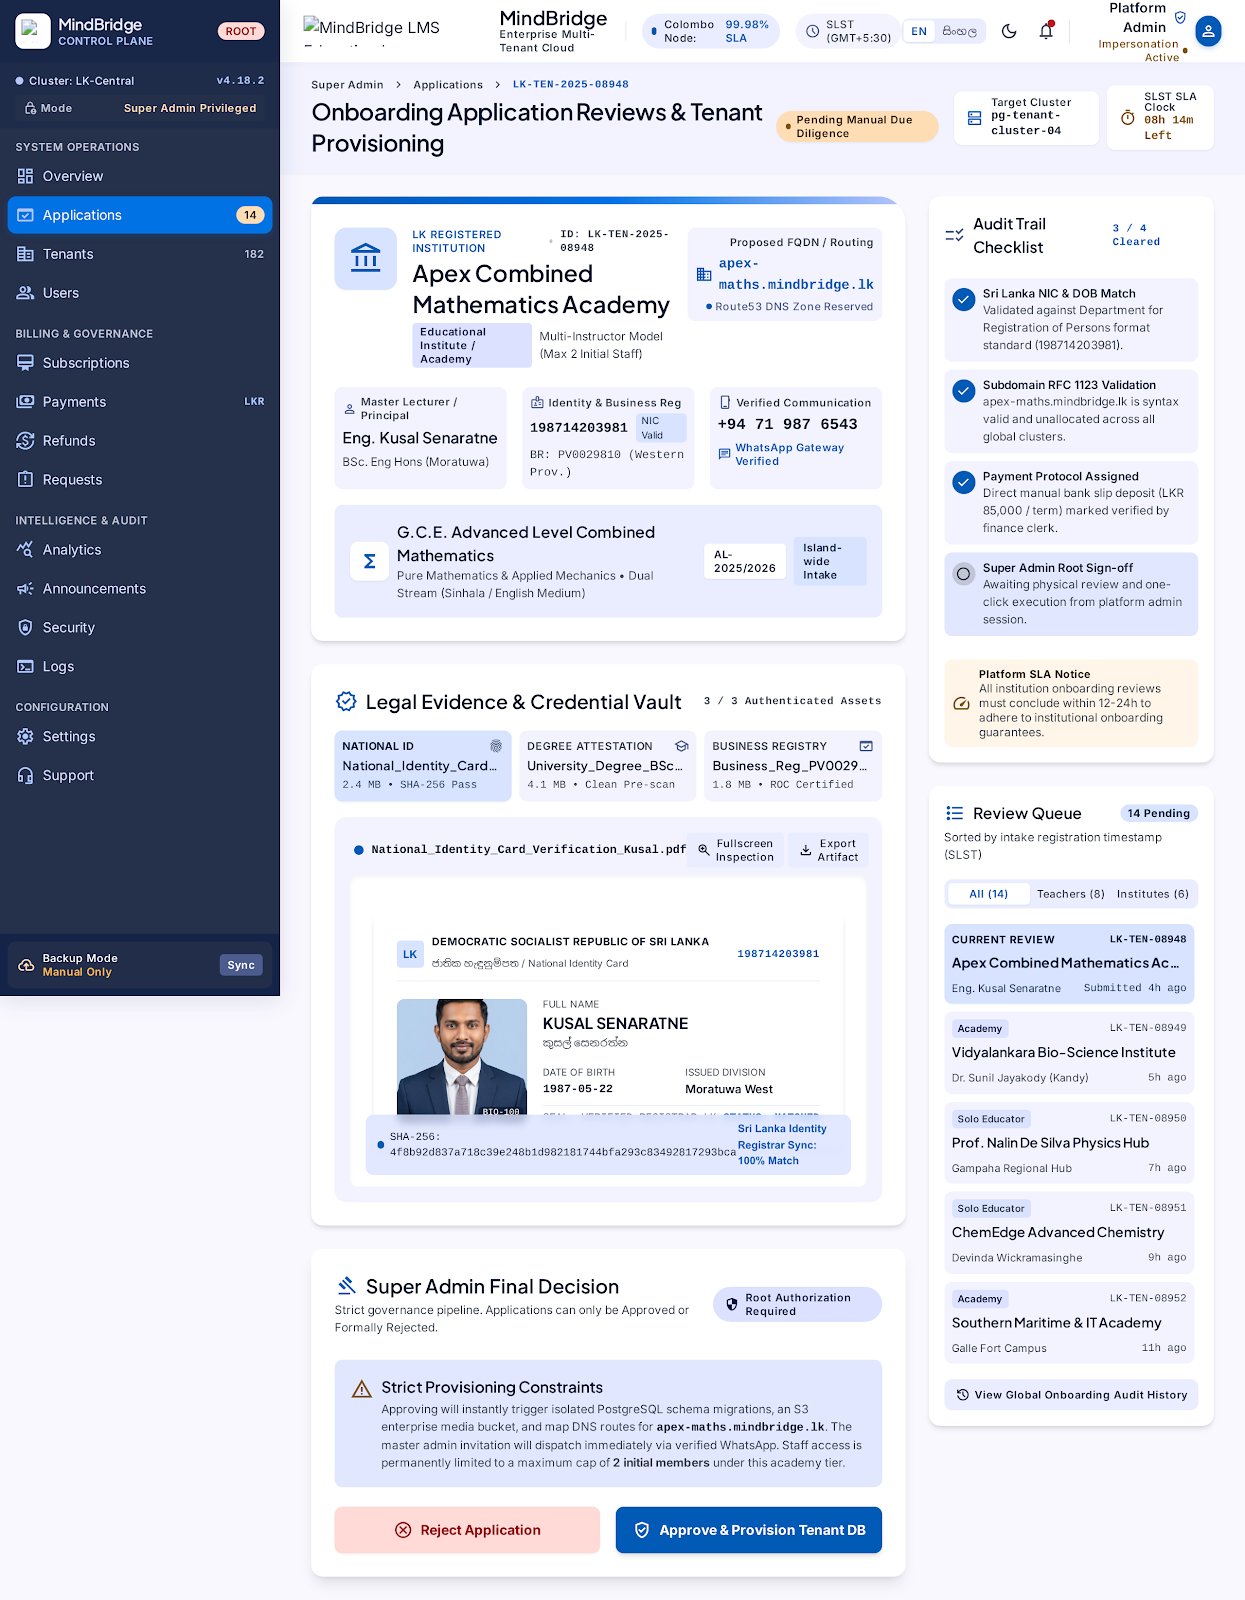 MindBridge
CONTROL PLANE
ROOT
Cluster: LK-Central
v4.18.2
Mode
Super Admin Privileged
SYSTEM OPERATIONS
Overview
Applications
14
Tenants
182
Users
BILLING & GOVERNANCE
Subscriptions
Payments
LKR
Refunds
Requests
INTELLIGENCE & AUDIT
Analytics
Announcements
Security
Logs
CONFIGURATION
Settings
Support
Backup Mode
Manual Only
Sync
MindBridge LMS
MindBridge
Enterprise Multi-
Tenant Cloud
Colombo
Node:
99.98%
SLA
SLST
(GMT+5:30)
EN
සිංහල
Platform
Admin
Impersonation
Active
Super Admin
Applications
LK-TEN-2025-08948
Onboarding Application Reviews & Tenant
Provisioning
Pending Manual Due
Diligence
Target Cluster
pg-tenant-
cluster-04
SLST SLA
Clock
08h 14m
Left
LK REGISTERED
INSTITUTION
ID: LK-TEN-2025-
08948
Apex Combined
Mathematics Academy
Educational
Institute /
Academy
Multi-Instructor Model
(Max 2 Initial Staff)
Proposed FQDN / Routing
apex-
maths.mindbridge.lk
Route53 DNS Zone Reserved
Master Lecturer /
Principal
Eng. Kusal Senaratne
BSc. Eng Hons (Moratuwa)
Identity & Business Reg
198714203981
NIC
Valid
BR: PV0029810 (Western
Prov.)
Verified Communication
+94 71 987 6543
WhatsApp Gateway
Verified
G.C.E. Advanced Level Combined
Mathematics
Pure Mathematics & Applied Mechanics • Dual
Stream (Sinhala / English Medium)
AL-
2025/2026
Island-
wide
Intake
Legal Evidence & Credential Vault
3 / 3 Authenticated Assets
NATIONAL ID
National_Identity_Card...
2.4 MB • SHA-256 Pass
DEGREE ATTESTATION
University_Degree_BSc...
4.1 MB • Clean Pre-scan
BUSINESS REGISTRY
Business_Reg_PV0029...
1.8 MB • ROC Certified
National_Identity_Card_Verification_Kusal.pdf
Fullscreen
Inspection
Export
Artifact
LK
DEMOCRATIC SOCIALIST REPUBLIC OF SRI LANKA
ජාතික හැඳුනුම්පත / National Identity Card
198714203981
FULL NAME
KUSAL SENARATNE
කුසල් සෙනරත්න
DATE OF BIRTH
1987-05-22
ISSUED DIVISION
Moratuwa West
BIO-100
SHA-256:
4f8b92d837a718c39e248b1d982181744bfa293c83492817293bca
Sri Lanka Identity
Registrar Sync:
100% Match
Super Admin Final Decision
Strict governance pipeline. Applications can only be Approved or
Formally Rejected.
Root Authorization
Required
Strict Provisioning Constraints
Approving will instantly trigger isolated PostgreSQL schema migrations, an S3
enterprise media bucket, and map DNS routes for apex-maths.mindbridge.lk. The
master admin invitation will dispatch immediately via verified WhatsApp. Staff access is
permanently limited to a maximum cap of 2 initial members under this academy tier.
Reject Application
Approve & Provision Tenant DB
Audit Trail
Checklist
3 / 4
Cleared
Sri Lanka NIC & DOB Match
Validated against Department for
Registration of Persons format
standard (198714203981).
Subdomain RFC 1123 Validation
apex-maths.mindbridge.lk is syntax
valid and unallocated across all
global clusters.
Payment Protocol Assigned
Direct manual bank slip deposit (LKR
85,000 / term) marked verified by
finance clerk.
Super Admin Root Sign-off
Awaiting physical review and one-
click execution from platform admin
session.
Platform SLA Notice
All institution onboarding reviews
must conclude within 12-24h to
adhere to institutional onboarding
guarantees.
Review Queue
14 Pending
Sorted by intake registration timestamp
(SLST)
All (14)
Teachers (8)
Institutes (6)
CURRENT REVIEW
LK-TEN-08948
Apex Combined Mathematics Ac...
Eng. Kusal Senaratne
Submitted 4h ago
Academy
LK-TEN-08949
Vidyalankara Bio-Science Institute
Dr. Sunil Jayakody (Kandy)
5h ago
Solo Educator
LK-TEN-08950
Prof. Nalin De Silva Physics Hub
Gampaha Regional Hub
7h ago
Solo Educator
LK-TEN-08951
ChemEdge Advanced Chemistry
Devinda Wickramasinghe
9h ago
Academy
LK-TEN-08952
Southern Maritime & IT Academy
Galle Fort Campus
11h ago
View Global Onboarding Audit History